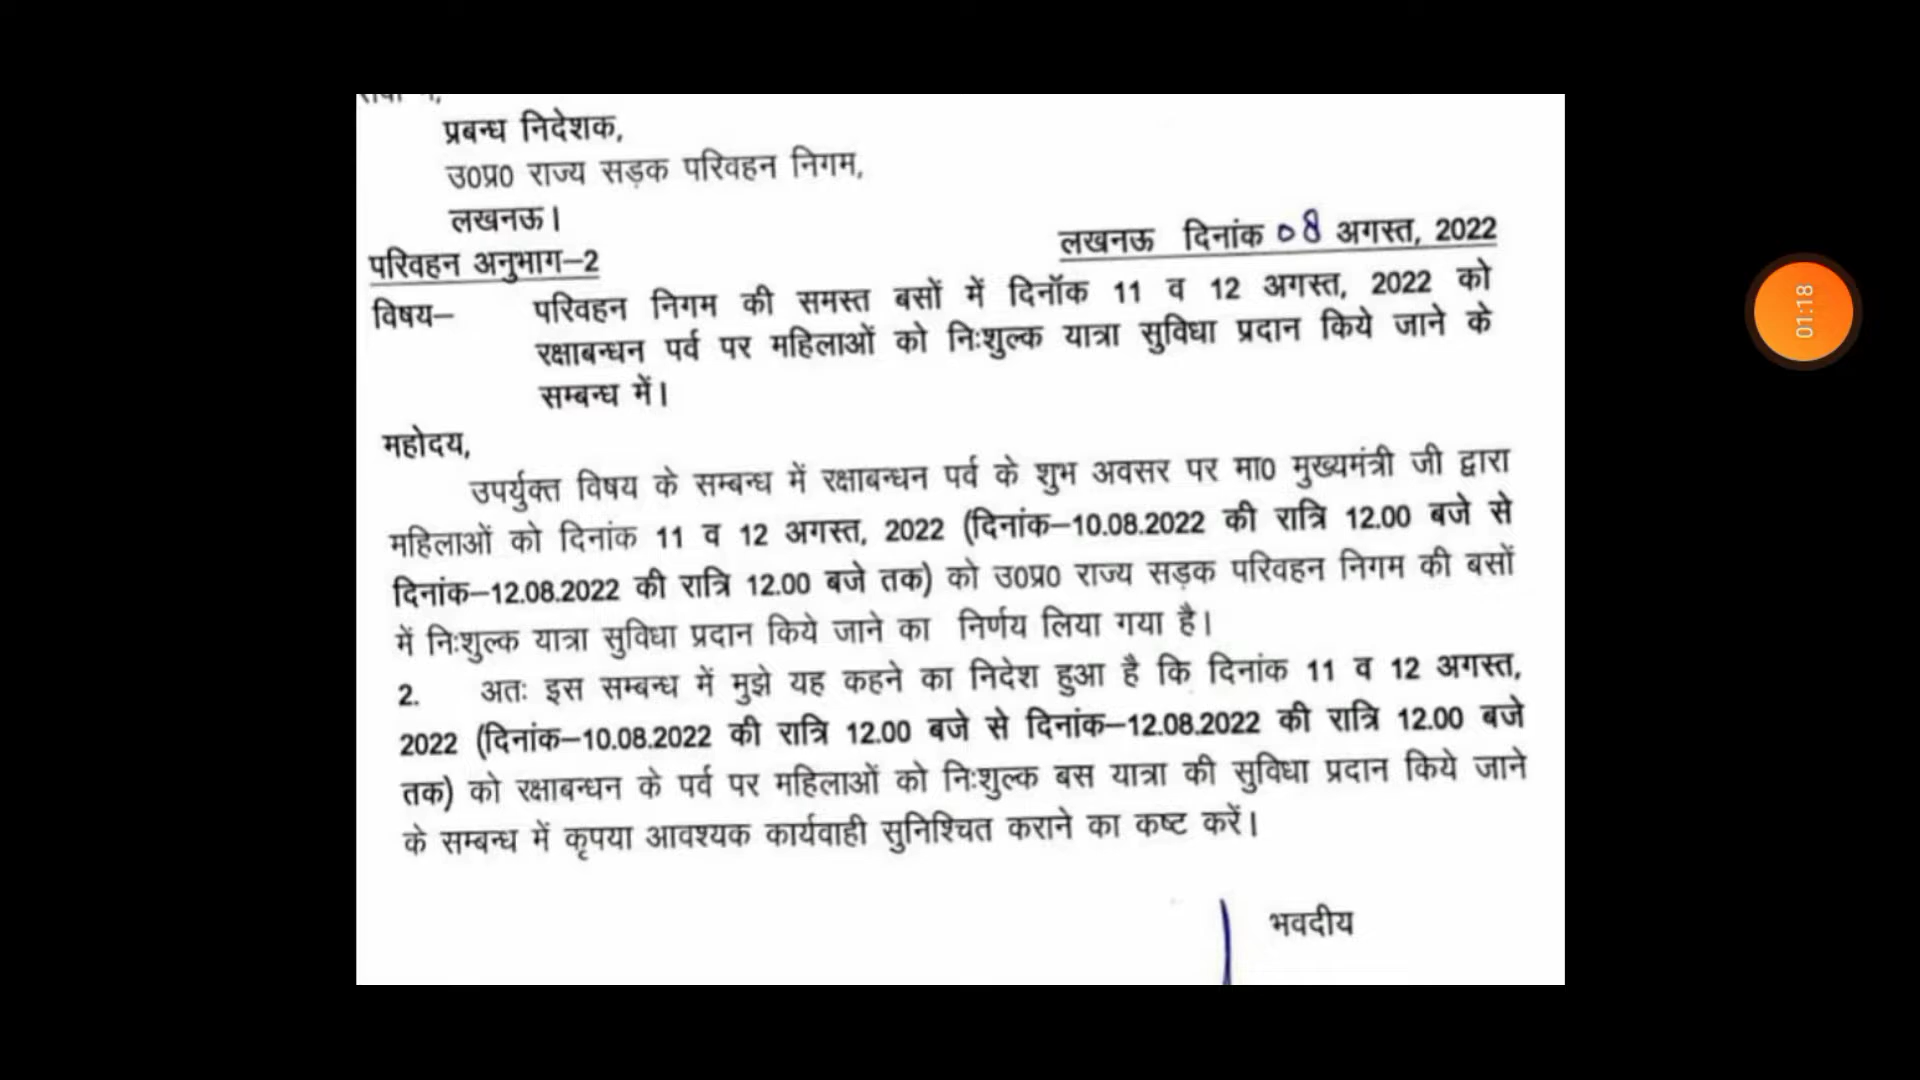 सेवा में,
प्रबन्ध निदेशक,
उ0प्र0 राज्य सड़क परिवहन निगम,
लखनऊ।
परिवहन अनुभाग–2
लखनऊ दिनांक 08 अगस्त, 2022
विषय– परिवहन निगम की समस्त बसों में दिनॉक 11 व 12 अगस्त, 2022 को
रक्षाबन्धन पर्व पर महिलाओं को निःशुल्क यात्रा सुविधा प्रदान किये जाने के
सम्बन्ध में।
महोदय,
उपर्युक्त विषय के सम्बन्ध में रक्षाबन्धन पर्व के शुभ अवसर पर मा0 मुख्यमंत्री जी द्वारा
महिलाओं को दिनांक 11 व 12 अगस्त, 2022 (दिनांक–10.08.2022 की रात्रि 12.00 बजे से
दिनांक–12.08.2022 की रात्रि 12.00 बजे तक) को उ0प्र0 राज्य सड़क परिवहन निगम की बसों
में निःशुल्क यात्रा सुविधा प्रदान किये जाने का निर्णय लिया गया है।
2. अतः इस सम्बन्ध में मुझे यह कहने का निदेश हुआ है कि दिनांक 11 व 12 अगस्त,
2022 (दिनांक–10.08.2022 की रात्रि 12.00 बजे से दिनांक–12.08.2022 की रात्रि 12.00 बजे
तक) को रक्षाबन्धन के पर्व पर महिलाओं को निःशुल्क बस यात्रा की सुविधा प्रदान किये जाने
के सम्बन्ध में कृपया आवश्यक कार्यवाही सुनिश्चित कराने का कष्ट करें।
भवदीय
01:18